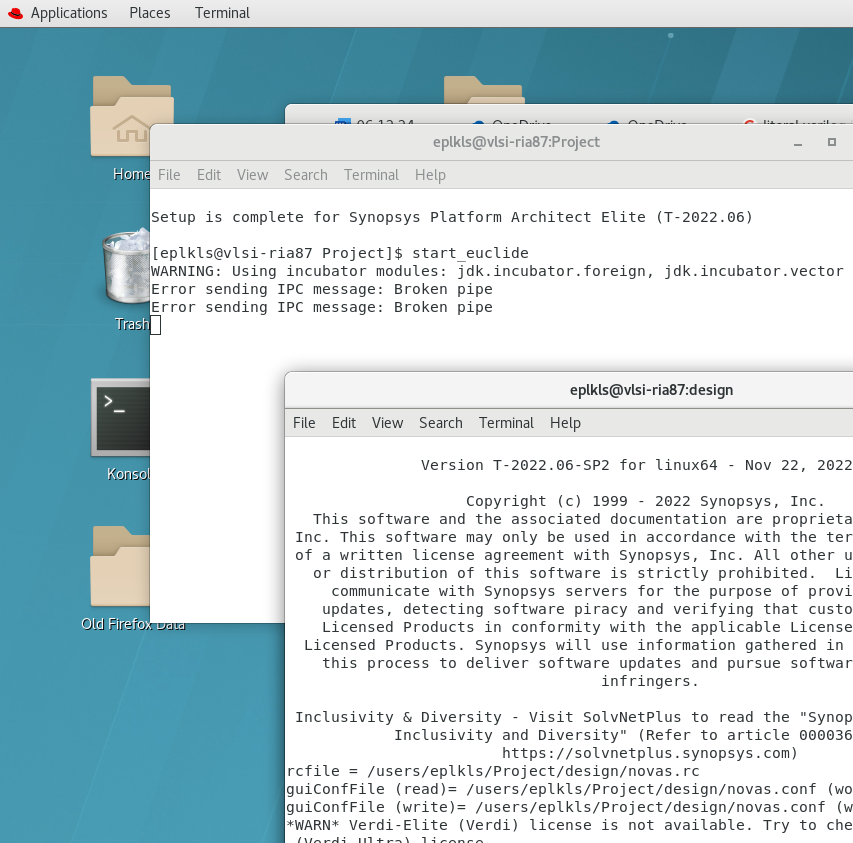 Applications Places Terminal
06.12.24
OneDrive
OneDrive
eplkls@vlsi-ria87:Project
Home
File Edit View Search Terminal Help
Setup is complete for Synopsys Platform Architect Elite (T-2022.06)
[eplkls@vlsi-ria87 Project]$ start_euclide
WARNING: Using incubator modules: jdk.incubator.foreign, jdk.incubator.vector
Error sending IPC message: Broken pipe
Error sending IPC message: Broken pipe
Trash
eplkls@vlsi-ria87:design
File Edit View Search Terminal Help
Konsol
Version T-2022.06-SP2 for linux64 - Nov 22, 2022
Copyright (c) 1999 - 2022 Synopsys, Inc.
This software and the associated documentation are proprieta
Inc. This software may only be used in accordance with the ter
of a written license agreement with Synopsys, Inc. All other u
or distribution of this software is strictly prohibited. Li
communicate with Synopsys servers for the purpose of provi
updates, detecting software piracy and verifying that custo
Old Firefox Data
Licensed Products in conformity with the applicable License
Licensed Products. Synopsys will use information gathered in
this process to deliver software updates and pursue softwar
infringers.
Inclusivity & Diversity - Visit SolvNetPlus to read the "Synop
Inclusivity and Diversity" (Refer to article 000036
https://solvnetplus.synopsys.com)
rcfile = /users/eplkls/Project/design/novas.rc
guiConfFile (read)= /users/eplkls/Project/design/novas.conf (wo
guiConfFile (write)= /users/eplkls/Project/design/novas.conf (w
*WARN* Verdi-Elite (Verdi) license is not available. Try to che
(Verdi-Ultra) license